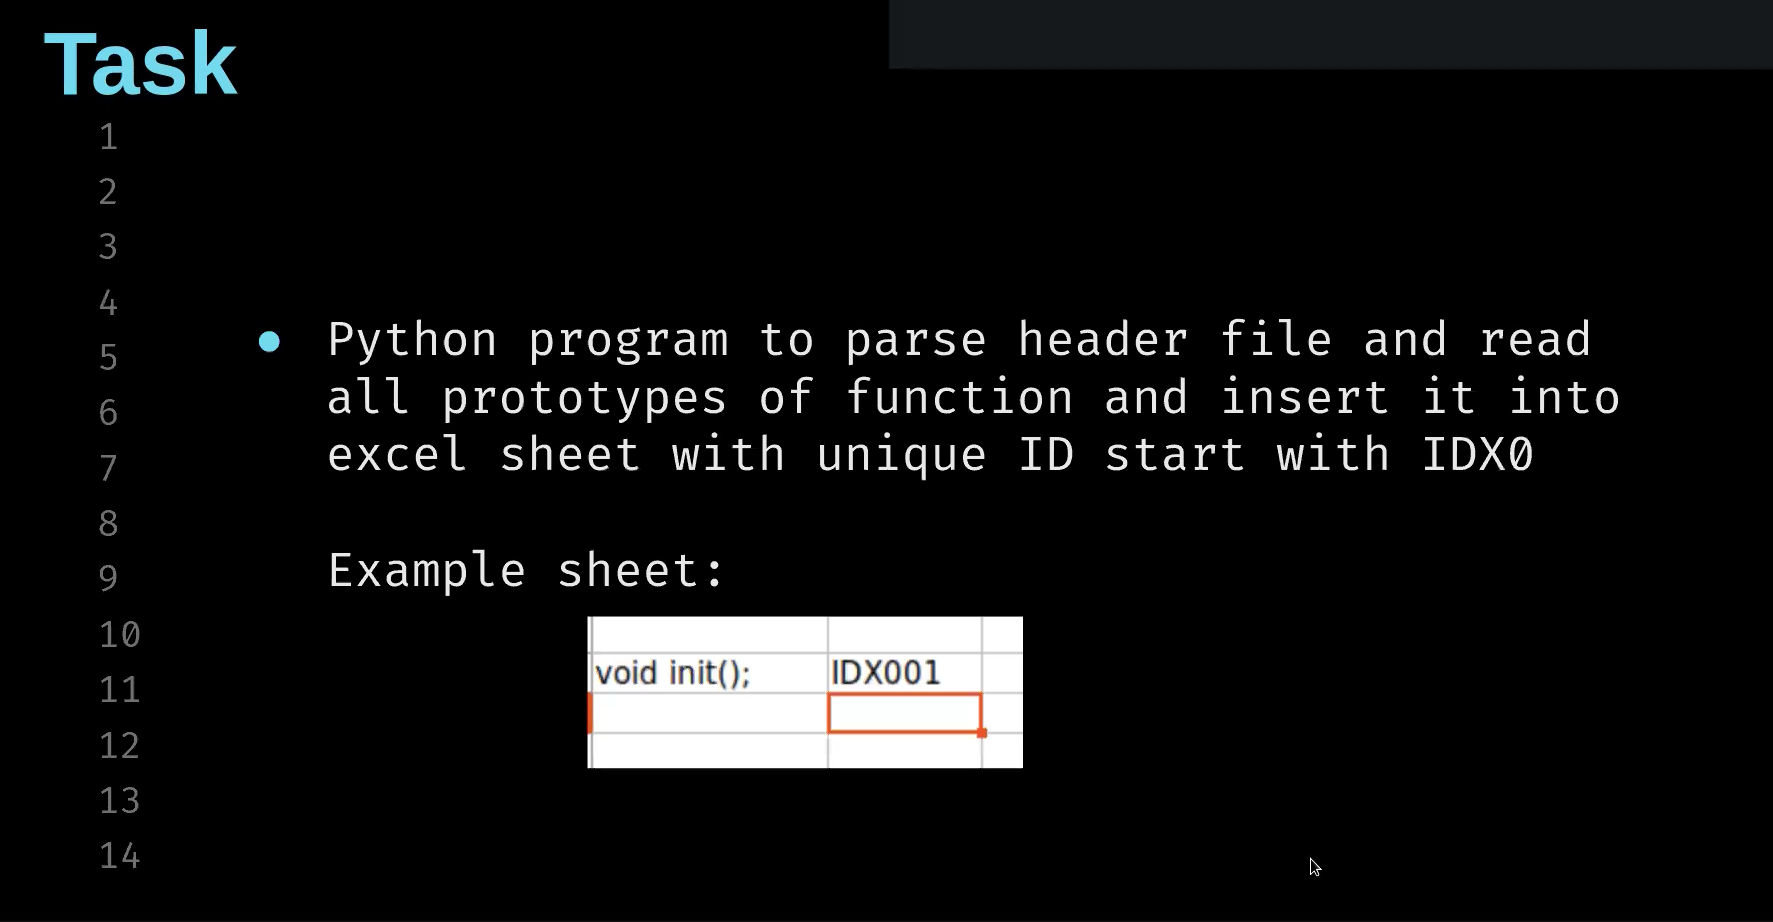 Task
1
2
3
4
5
6
7
8
9
10
11
12
13
14
● Python program to parse header file and read
all prototypes of function and insert it into
excel sheet with unique ID start with IDX0
Example sheet:
void init(); IDX001